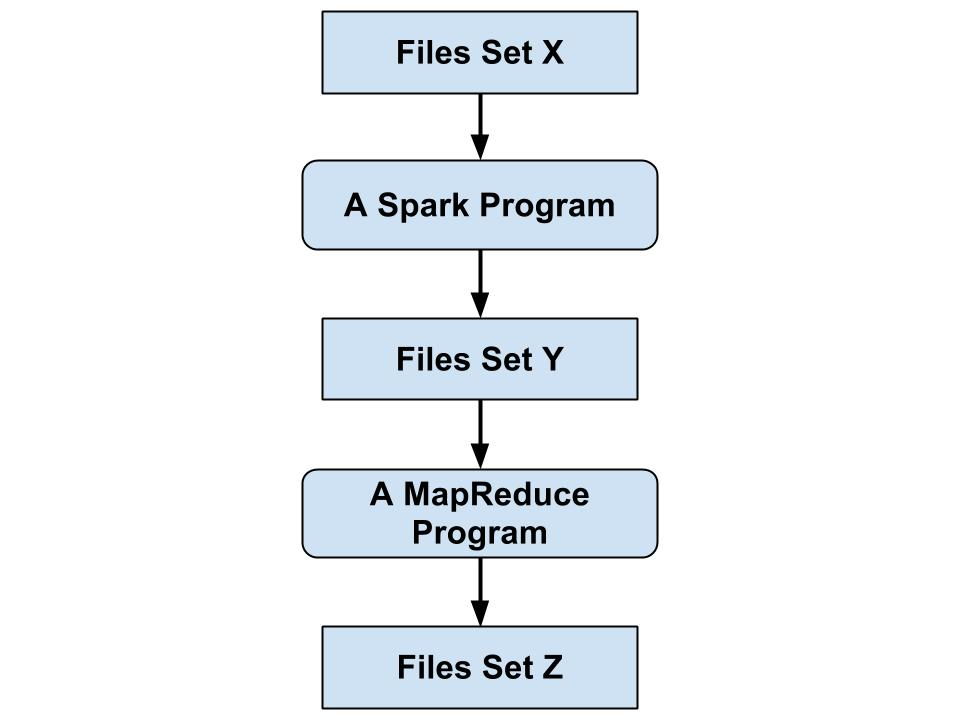 Files Set X
A Spark Program
Files Set Y
A MapReduce
Program
Files Set Z